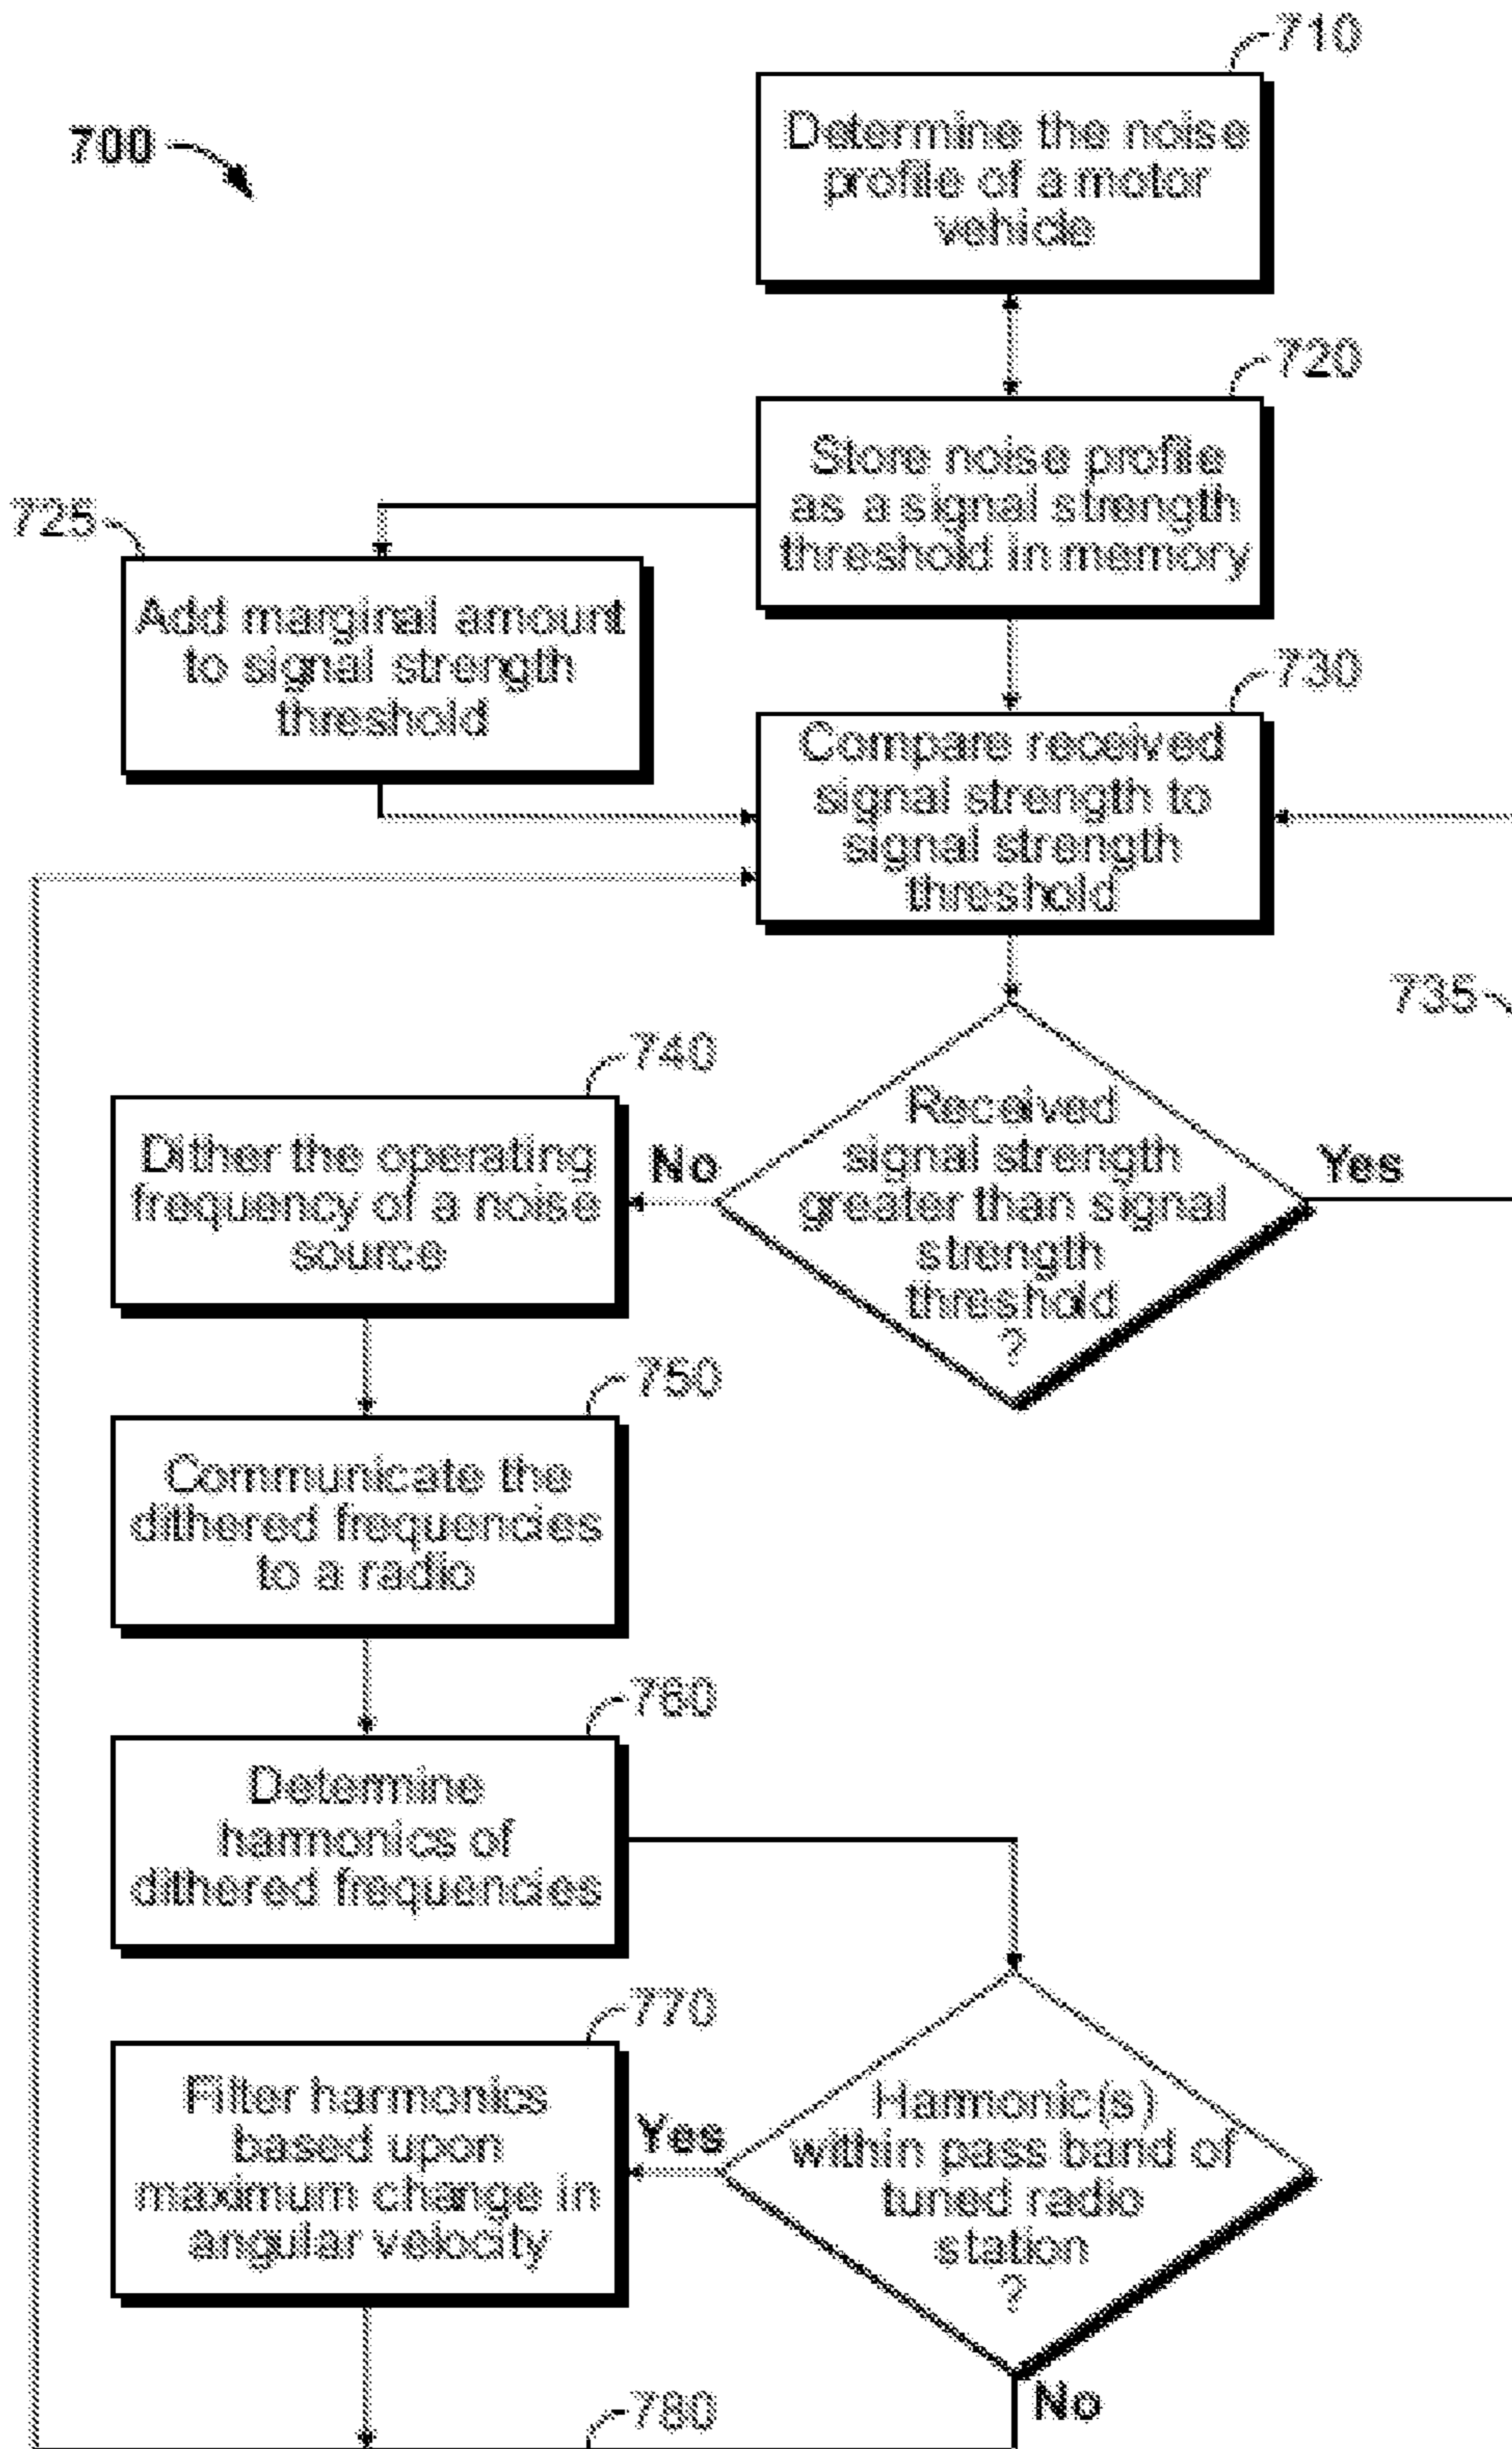 700
710
Determine the noise
profile of a motor
vehicle
720
Store noise profile
as a signal strength
threshold in memory
725
Add marginal amount
to signal strength
threshold
730
Compare received
signal strength to
signal strength
threshold
735
Received
signal strength
greater than signal
strength
threshold
?
No
Yes
740
Dither the operating
frequency of a noise
source
750
Communicate the
dithered frequencies
to a radio
760
Determine
harmonics of
dithered frequencies
Harmonic(s)
within pass band of
tuned radio
station
?
Yes
No
770
Filter harmonics
based upon
maximum change in
angular velocity
780